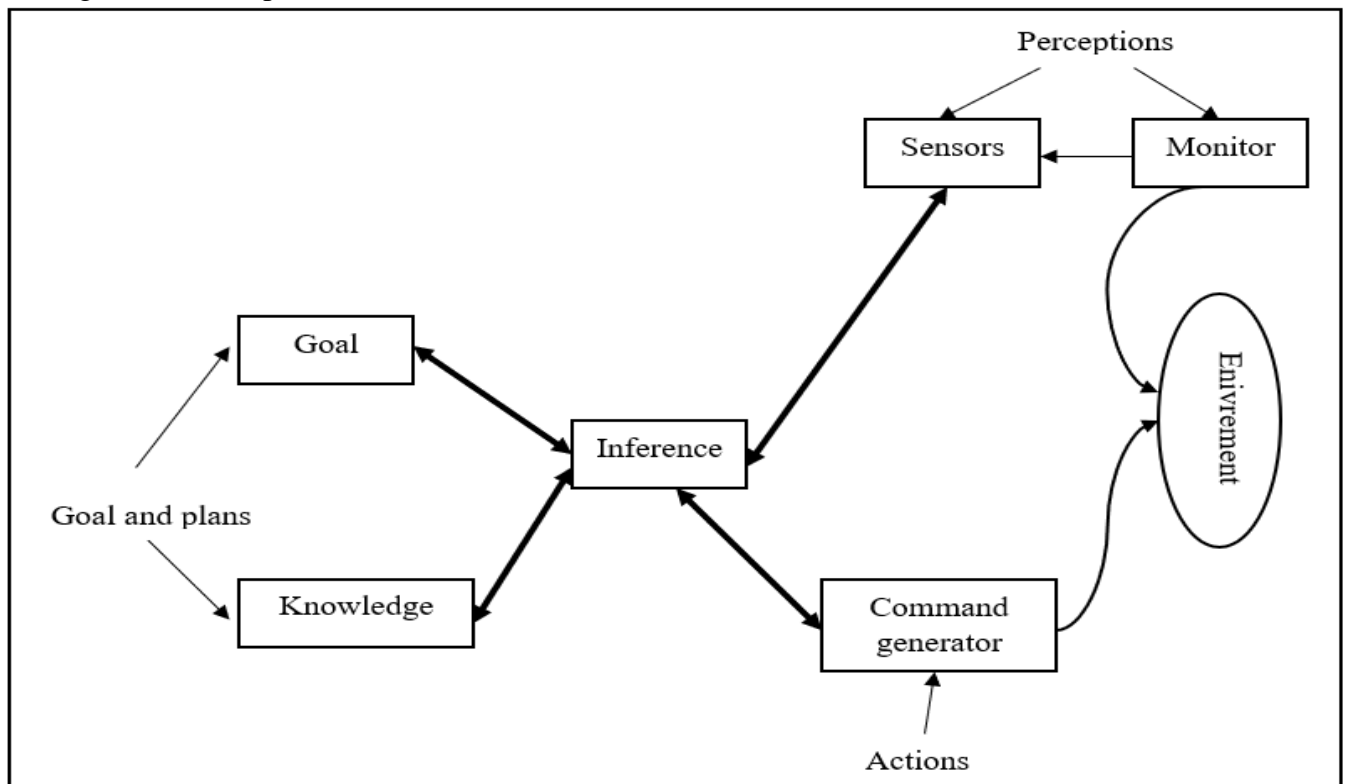 Perceptions
Sensors
Monitor
Goal
Enivrement
Inference
Goal and plans
Knowledge
Command
generator
Actions